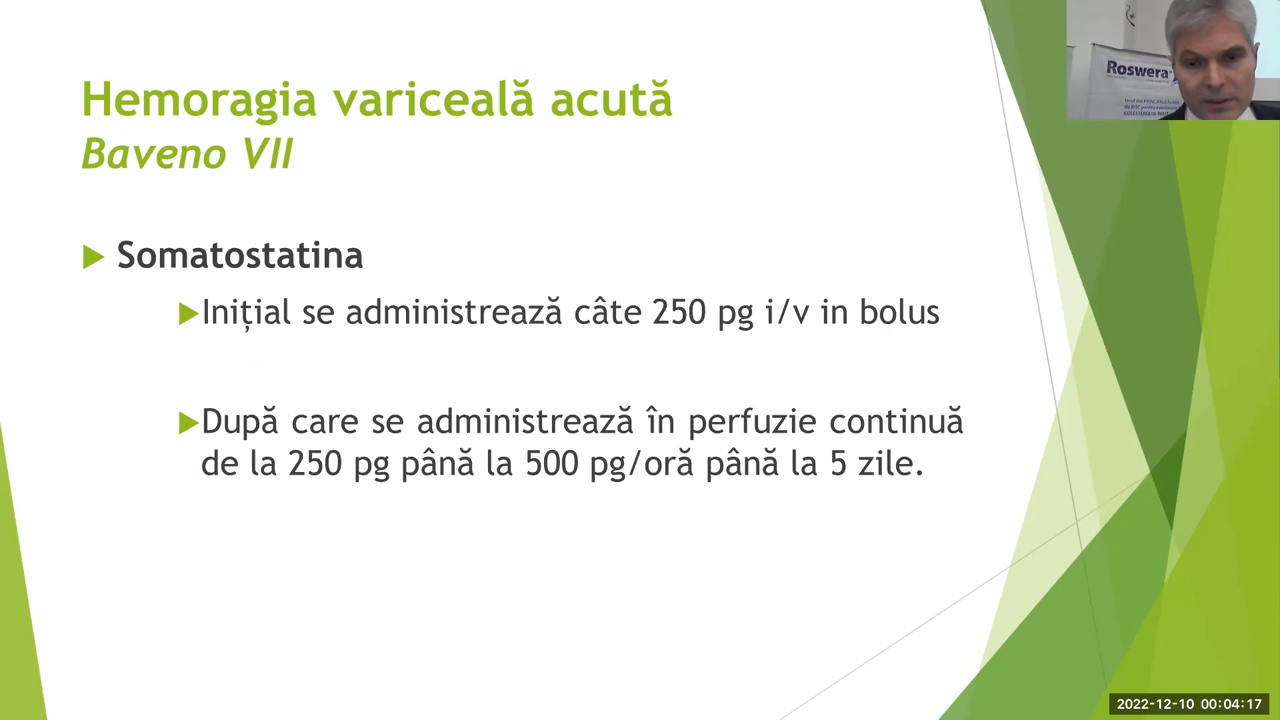 Hemoragia variceală acută
Baveno VII
Somatostatina
Inițial se administrează câte 250 pg i/v in bolus
După care se administrează în perfuzie continuă
de la 250 pg până la 500 pg/oră până la 5 zile.
Roswera
2022-12-10 00:04:17